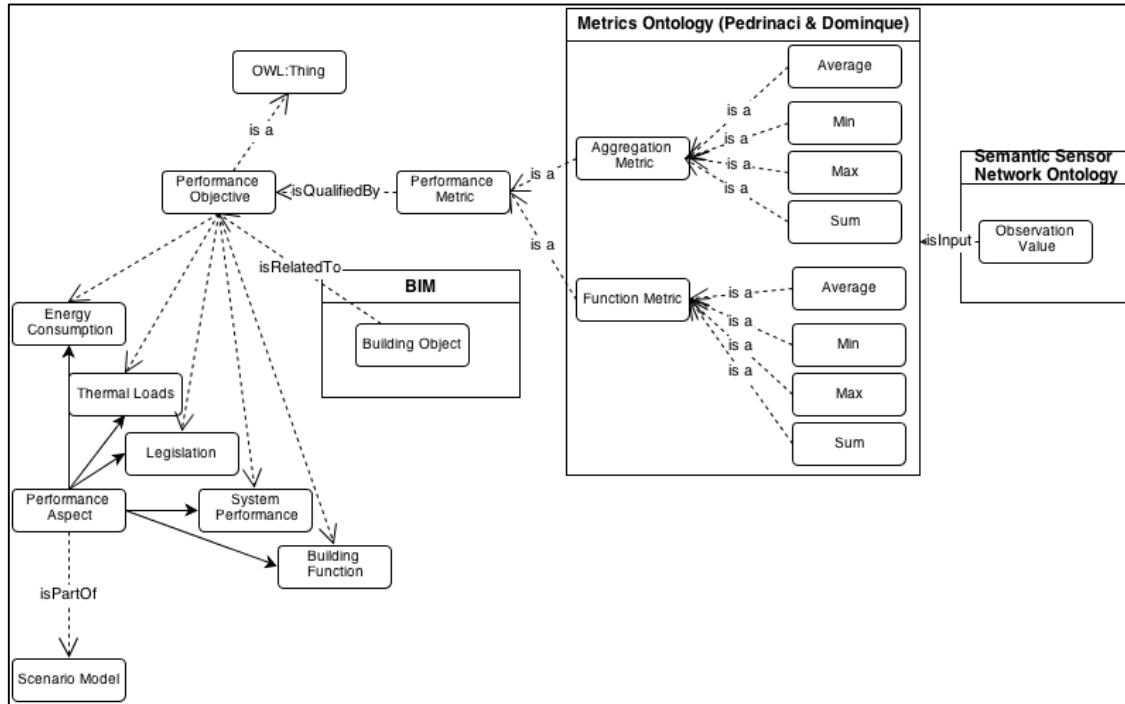 Metrics Ontology (Pedrinaci & Dominque)
OWL:Thing
Average
is a
is a
Min
Aggregation
Metric
is a
is a
Max
is a
is a
Sum
Semantic Sensor
Network Ontology
Observation
Value
isInput
Performance
Objective
isQualifiedBy
Performance
Metric
is a
isRelatedTo
BIM
Building Object
Function Metric
is a
Average
is a
Min
is a
Max
is a
Sum
Energy
Consumption
Thermal Loads
Legislation
Performance
Aspect
System
Performance
Building
Function
isPartOf
Scenario Model